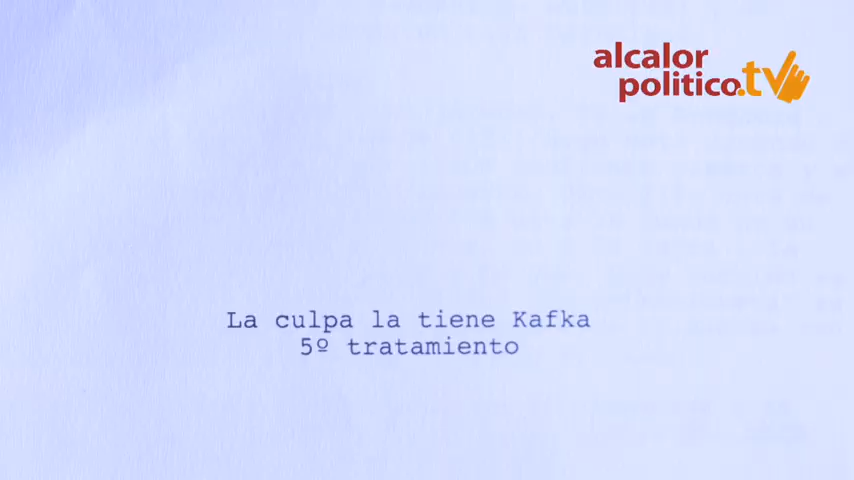 alcalor
politico.tv
La culpa la tiene Kafka
5º tratamiento